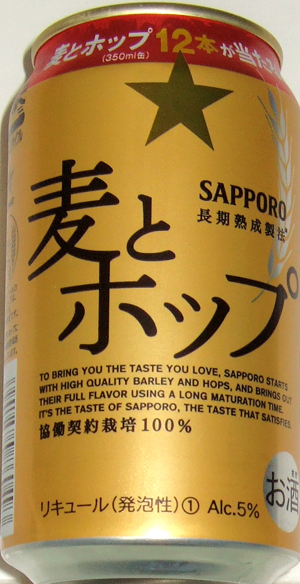 麦とホップ 12本が当たる
(350ml缶)
SAPPORO
長期熟成製法
麦と
ホップ
TO BRING YOU THE TASTE YOU LOVE, SAPPORO STARTS
WITH HIGH QUALITY BARLEY AND HOPS, AND BRINGS OUT
THEIR FULL FLAVOR USING A LONG MATURATION TIME.
IT'S THE TASTE OF SAPPORO, THE TASTE THAT SATISFIES.
協働契約栽培100%
お酒
リキュール(発泡性)① Alc.5%